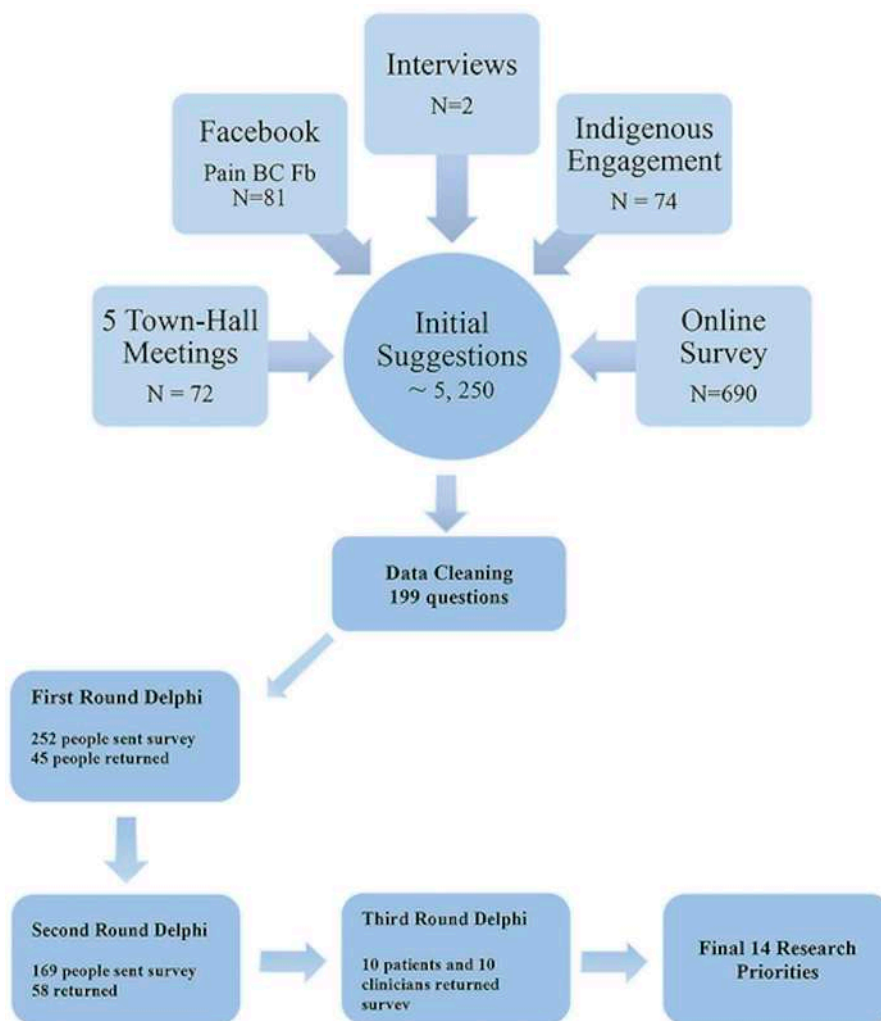 Interviews
N=2
Facebook
Pain BC Fb
N=81
Indigenous
Engagement
N = 74
5 Town-Hall
Meetings
N = 72
Initial
Suggestions
~ 5, 250
Online
Survey
N=690
Data Cleaning
199 questions
First Round Delphi
252 people sent survey
45 people returned
Second Round Delphi
169 people sent survey
58 returned
Third Round Delphi
10 patients and 10
clinicians returned
survey
Final 14 Research
Priorities